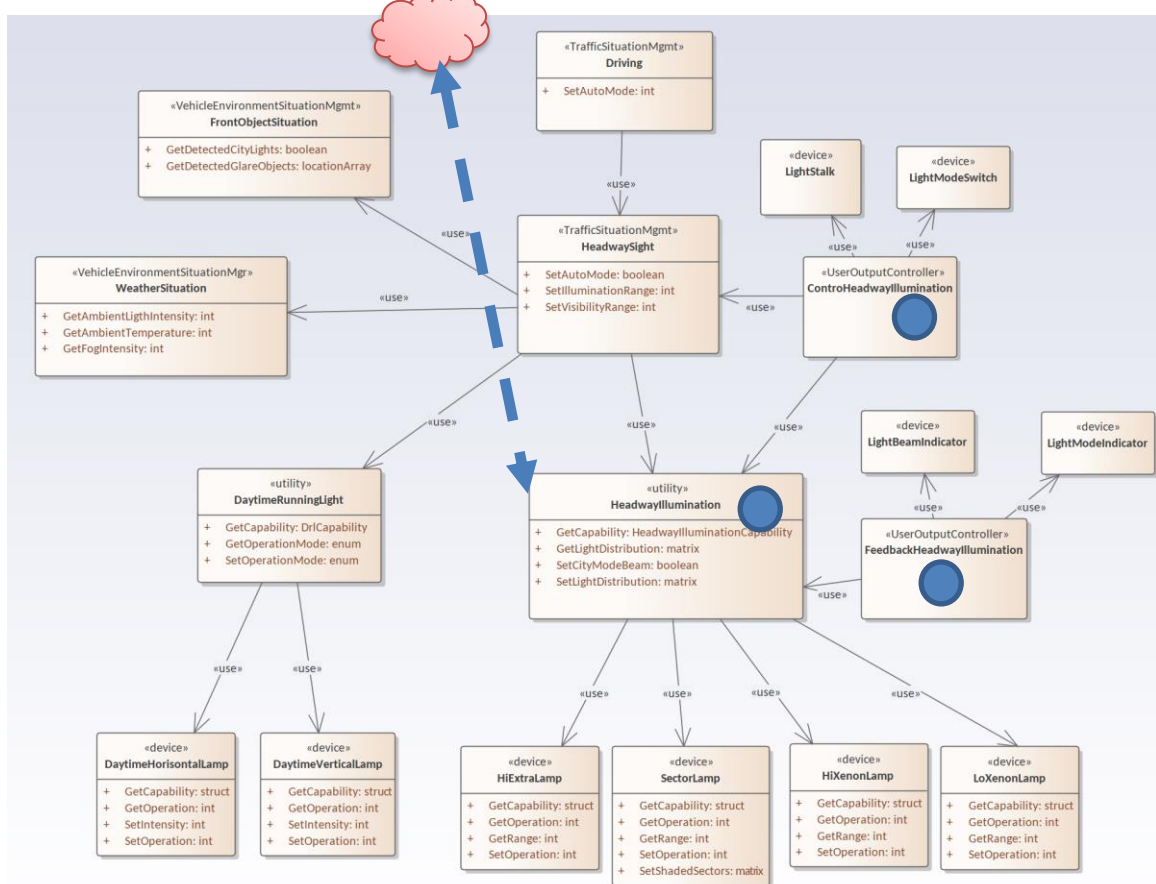 «TrafficSituationMgmt»
Driving
+ SetAutoMode: int
«VehicleEnvironmentSituationMgmt»
FrontObjectSituation
+ GetDetectedCityLights: boolean
+ GetDetectedGlareObjects: locationArray
«device»
LightStalk
«device»
LightModeSwitch
«use»
«use»
«use»
«use»
«TrafficSituationMgmt»
HeadwaySight
+ SetAutoMode: boolean
+ SetIlluminationRange: int
+ SetVisibilityRange: int
«VehicleEnvironmentSituationMgr»
WeatherSituation
+ GetAmbientLigthIntensity: int
+ GetAmbientTemperature: int
+ GetFogIntensity: int
«use»
«use»
«UserOutputController»
ControHeadwayIllumination
«use»
«use»
«use»
«device»
LightBeamIndicator
«device»
LightModeIndicator
«utility»
DaytimeRunningLight
+ GetCapability: DrlCapability
+ GetOperationMode: enum
+ SetOperationMode: enum
«utility»
HeadwayIllumination
+ GetCapability: HeadwayIlluminationCapability
+ GetLightDistribution: matrix
+ SetCityModeBeam: boolean
+ SetLightDistribution: matrix
«use»
«use»
«UserOutputController»
FeedbackHeadwayIllumination
«use»
«use»
«use»
«use»
«use»
«use»
«use»
«device»
DaytimeHorisontalLamp
+ GetCapability: struct
+ GetOperation: int
+ SetIntensity: int
+ SetOperation: int
«device»
DaytimeVerticalLamp
+ GetCapability: struct
+ GetOperation: int
+ SetIntensity: int
+ SetOperation: int
«device»
HiExtraLamp
+ GetCapability: struct
+ GetOperation: int
+ GetRange: int
+ SetOperation: int
«device»
SectorLamp
+ GetCapability: struct
+ GetOperation: int
+ GetRange: int
+ SetOperation: int
+ SetShadedSectors: matrix
«device»
HiXenonLamp
+ GetCapability: struct
+ GetOperation: int
+ GetRange: int
+ SetOperation: int
«device»
LoXenonLamp
+ GetCapability: struct
+ GetOperation: int
+ GetRange: int
+ SetOperation: int